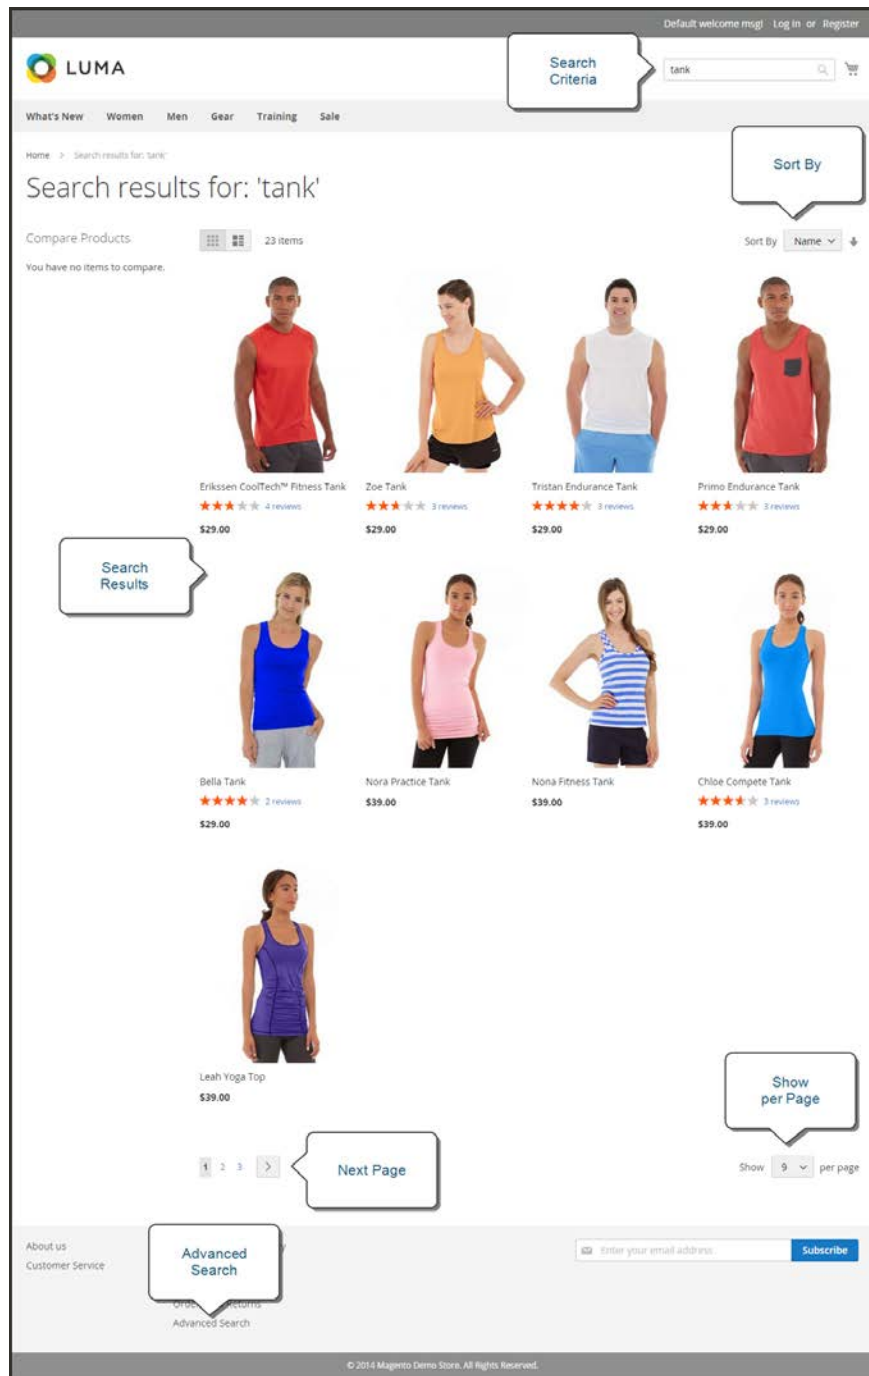 Default welcome msg! Log In or Register
LUMA
Search
Criteria
tank
What's New Women Men Gear Training Sale
Home > Search results for: 'tank'
Sort By
Search results for: 'tank'
Compare Products
23 items
Sort By Name
You have no items to compare.
Erikssen CoolTech™ Fitness Tank
4 reviews
$29.00
Zoe Tank
3 reviews
$29.00
Tristan Endurance Tank
3 reviews
$29.00
Primo Endurance Tank
3 reviews
$29.00
Search
Results
Bella Tank
2 reviews
$29.00
Nora Practice Tank
$39.00
Nona Fitness Tank
$39.00
Chloe Compete Tank
3 reviews
$39.00
Leah Yoga Top
$39.00
Show
per Page
1 2 3 >
Next Page
Show 9 per page
About us
Customer Service
Advanced
Search
Advanced Search
Enter your email address
Subscribe
© 2014 Magento Demo Store. All Rights Reserved.